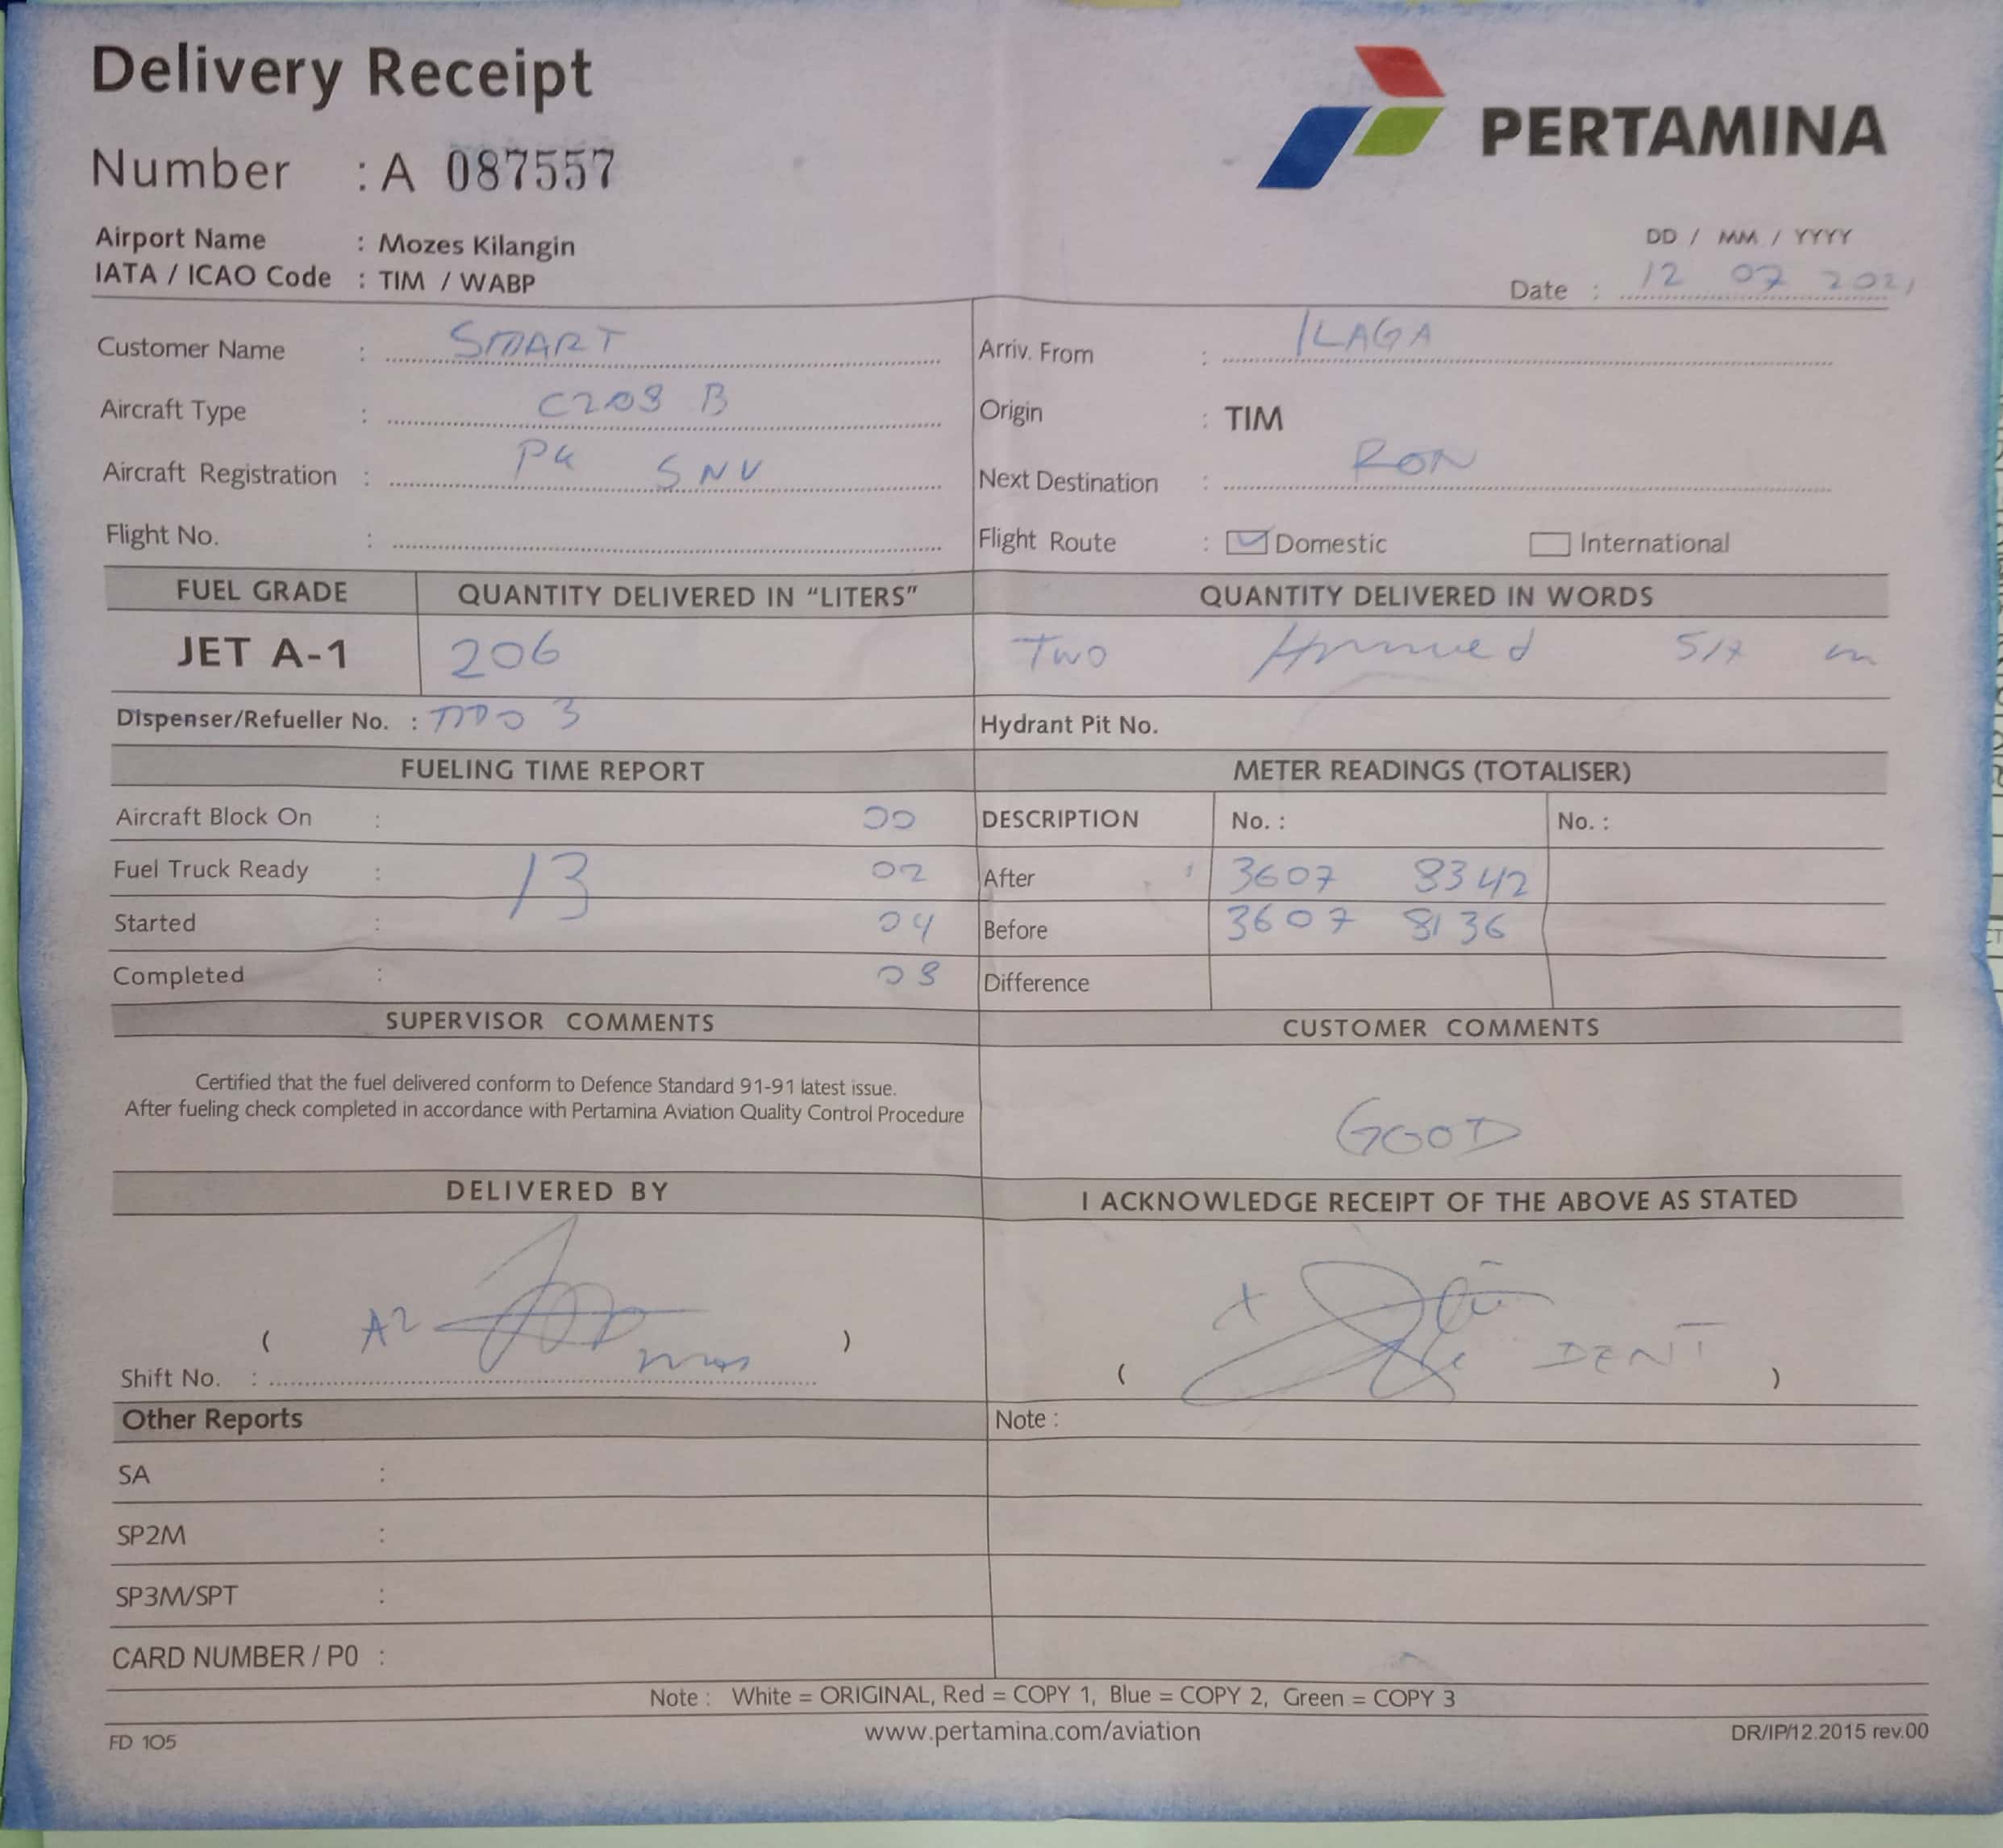 Delivery Receipt
PERTAMINA
Number : A 087557
Airport Name : Mozes Kilangin
IATA / ICAO Code : TIM / WABP
DD / MM / YYYY
Date : 12 07 2021
Customer Name : SMART
Arriv. From : ILAGA
Aircraft Type : C208 B
Origin : TIM
Aircraft Registration : PK SNV
Next Destination : RON
Flight No. :
Flight Route : Domestic International
FUEL GRADE QUANTITY DELIVERED IN "LITERS" QUANTITY DELIVERED IN WORDS
JET A-1 206 Two Hunned Six
Dispenser/Refueller No. : 03
Hydrant Pit No.
FUELING TIME REPORT METER READINGS (TOTALISER)
Aircraft Block On : 00 DESCRIPTION No. : No. :
Fuel Truck Ready : 13 02 After 3607 8342
Started : 04 Before 3607 8136
Completed : 08 Difference
SUPERVISOR COMMENTS CUSTOMER COMMENTS
Certified that the fuel delivered conform to Defence Standard 91-91 latest issue.
After fueling check completed in accordance with Pertamina Aviation Quality Control Procedure
GOOD
DELIVERED BY I ACKNOWLEDGE RECEIPT OF THE ABOVE AS STATED
( A2 )
Shift No. :
( DENT )
Other Reports Note :
SA :
SP2M :
SP3M/SPT :
CARD NUMBER / P0 :
Note : White = ORIGINAL, Red = COPY 1, Blue = COPY 2, Green = COPY 3
FD 105 www.pertamina.com/aviation DR/IP/12.2015 rev.00